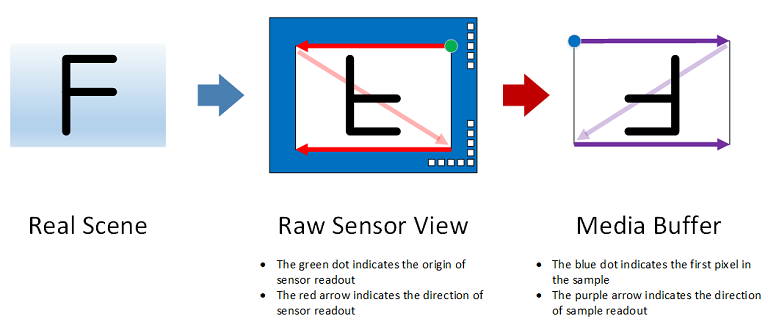 F
Real Scene
Raw Sensor View
• The green dot indicates the origin of
sensor readout
• The red arrow indicates the direction of
sensor readout
Media Buffer
• The blue dot indicates the first pixel in
the sample
• The purple arrow indicates the direction
of sample readout